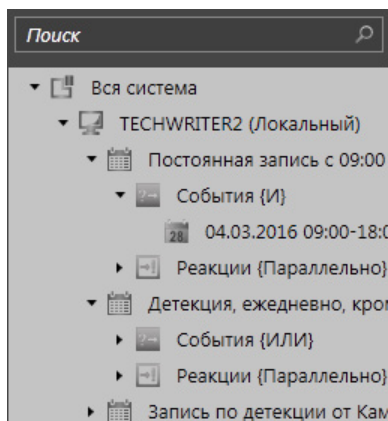 Поиск
Вся система
TECHWRITER2 (Локальный)
Постоянная запись с 09:00
События {И}
28 04.03.2016 09:00-18:0
Реакции {Параллельно}
Детекция, ежедневно, кро
События {ИЛИ}
Реакции {Параллельно}
Запись по детекции от Кам